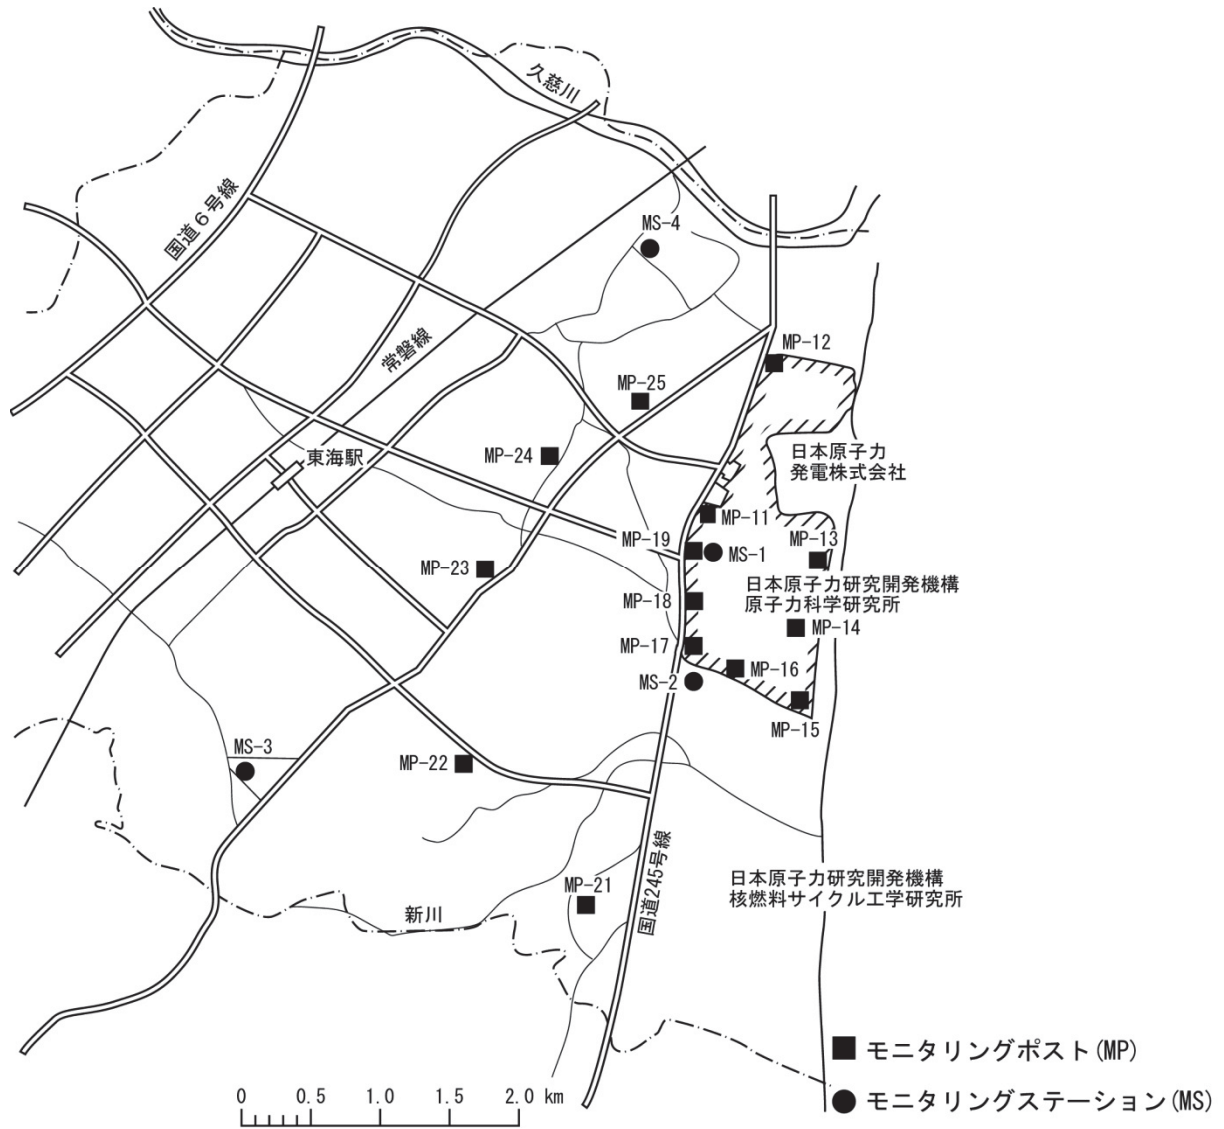 久慈川
国道6号線
MS-4
MP-12
常磐線
MP-25
東海駅
MP-24
日本原子力
発電株式会社
MP-11
MP-19
MS-1
MP-13
MP-23
日本原子力研究開発機構
原子力科学研究所
MP-18
MP-14
MP-17
MP-16
MS-2
MP-15
MS-3
MP-22
国道245号線
日本原子力研究開発機構
核燃料サイクル工学研究所
MP-21
新川
モニタリングポスト(MP)
モニタリングステーション(MS)
0 0.5 1.0 1.5 2.0 km